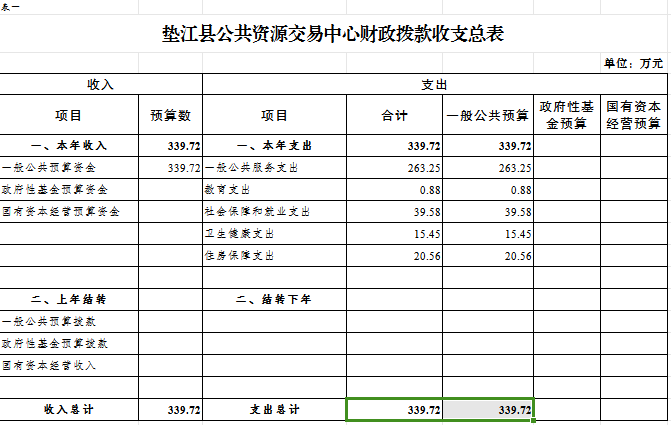 表一
垫江县公共资源交易中心财政拨款收支总表
单位：万元
收入 支出
项目 预算数 项目 合计 一般公共预算 政府性基金预算 国有资本经营预算
一、本年收入 339.72 一、本年支出 339.72 339.72
一般公共预算资金 339.72 一般公共服务支出 263.25 263.25
政府性基金预算资金 教育支出 0.88 0.88
国有资本经营预算资金 社会保障和就业支出 39.58 39.58
卫生健康支出 15.45 15.45
住房保障支出 20.56 20.56
二、上年结转 二、结转下年
一般公共预算拨款
政府性基金预算拨款
国有资本经营收入
收入总计 339.72 支出总计 339.72 339.72